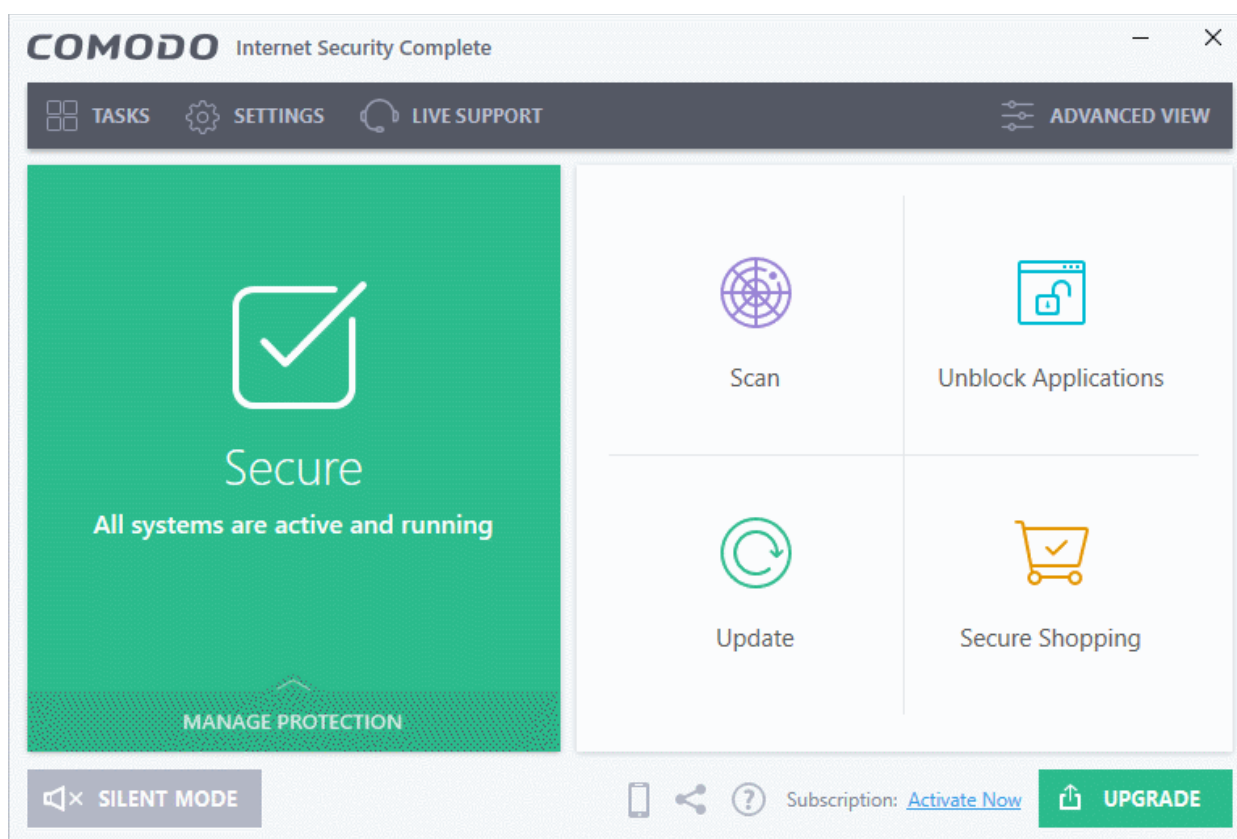 COMODO Internet Security Complete
TASKS SETTINGS LIVE SUPPORT ADVANCED VIEW
Secure
All systems are active and running
MANAGE PROTECTION
Scan
Unblock Applications
Update
Secure Shopping
SILENT MODE
? Subscription: Activate Now UPGRADE